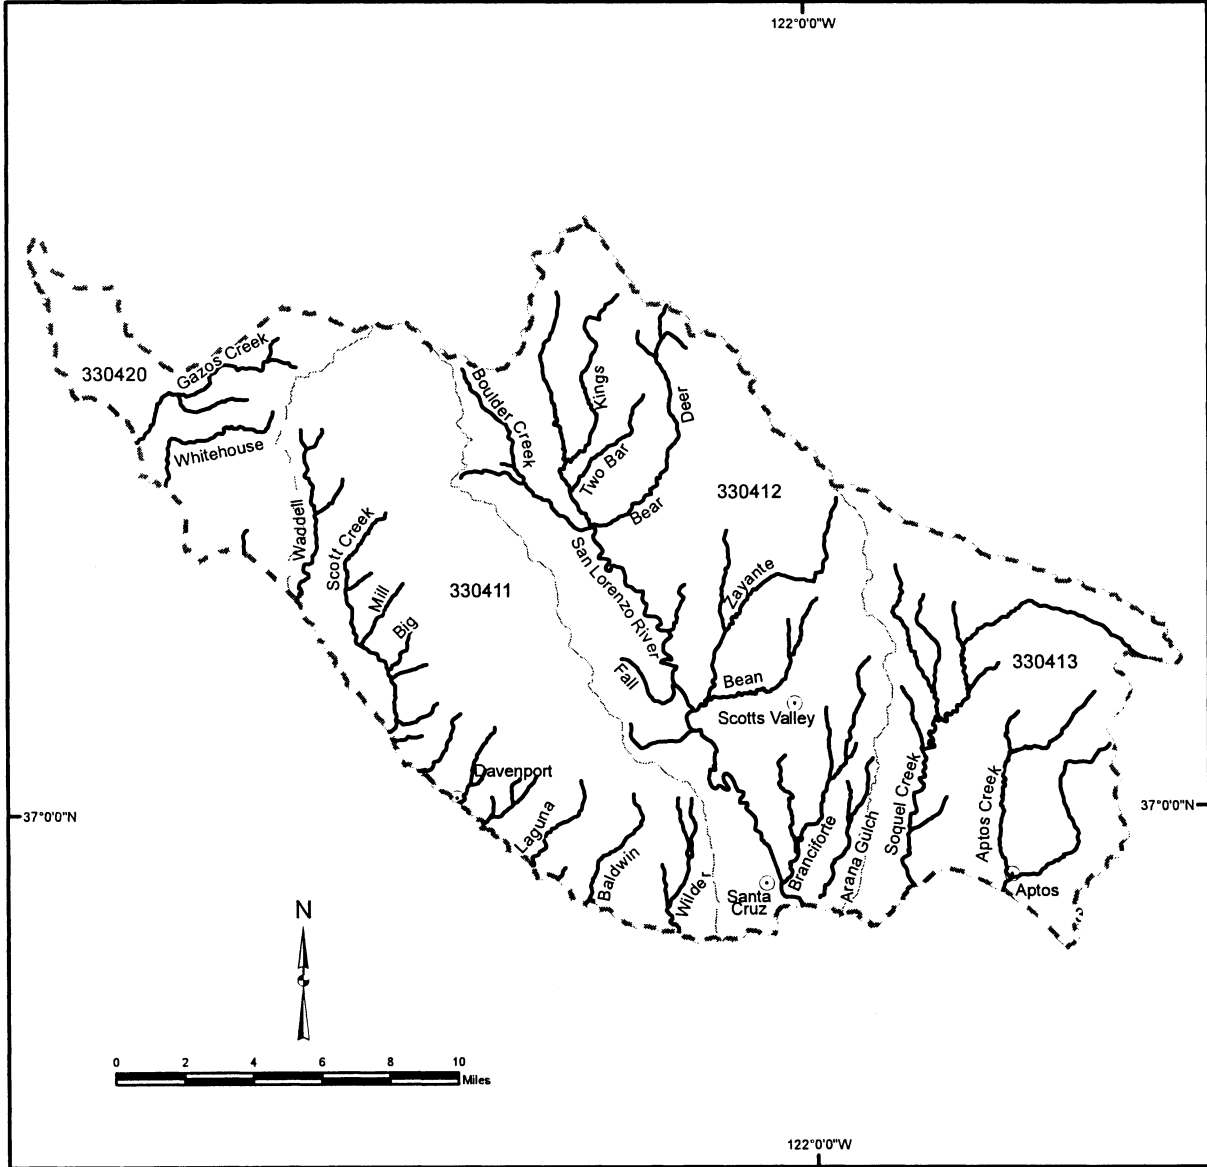 122°0'0"W
Gazos Creek
330420
Whitehouse
Boulder Creek
Kings
Deer
Two Bar
Bear
330412
Waddell
Scott Creek
Mill
Big
330411
San Lorenzo River
Zayante
Fall
Bean
Scotts Valley
330413
Davenport
37°0'0"N
37°0'0"N
Laguna
Baldwin
Wilder
Santa
Cruz
Branciforte
Arana Gulch
Soquel Creek
Aptos Creek
Aptos
N
0 2 4 6 8 10
Miles
122°0'0"W